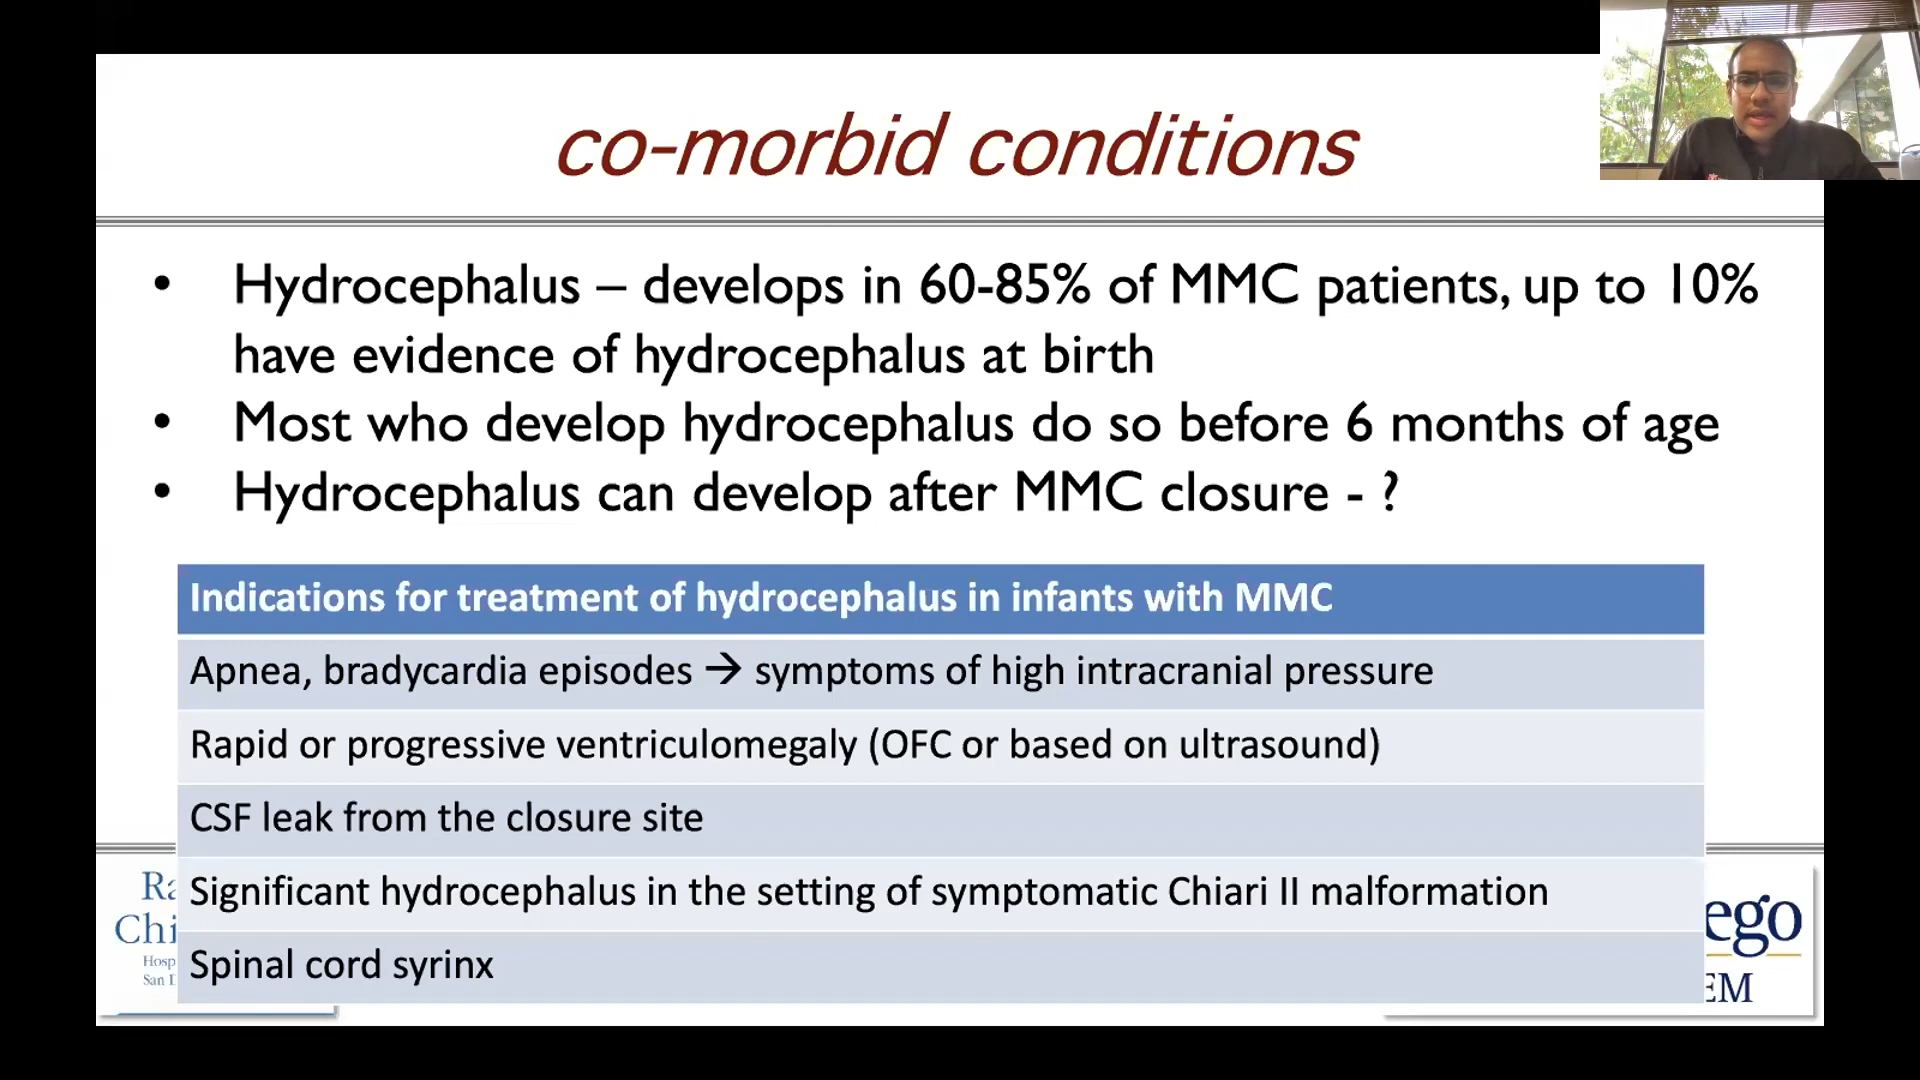 co-morbid conditions
• Hydrocephalus – develops in 60-85% of MMC patients, up to 10%
have evidence of hydrocephalus at birth
• Most who develop hydrocephalus do so before 6 months of age
• Hydrocephalus can develop after MMC closure - ?
Indications for treatment of hydrocephalus in infants with MMC
Apnea, bradycardia episodes → symptoms of high intracranial pressure
Rapid or progressive ventriculomegaly (OFC or based on ultrasound)
CSF leak from the closure site
Significant hydrocephalus in the setting of symptomatic Chiari II malformation
Spinal cord syrinx